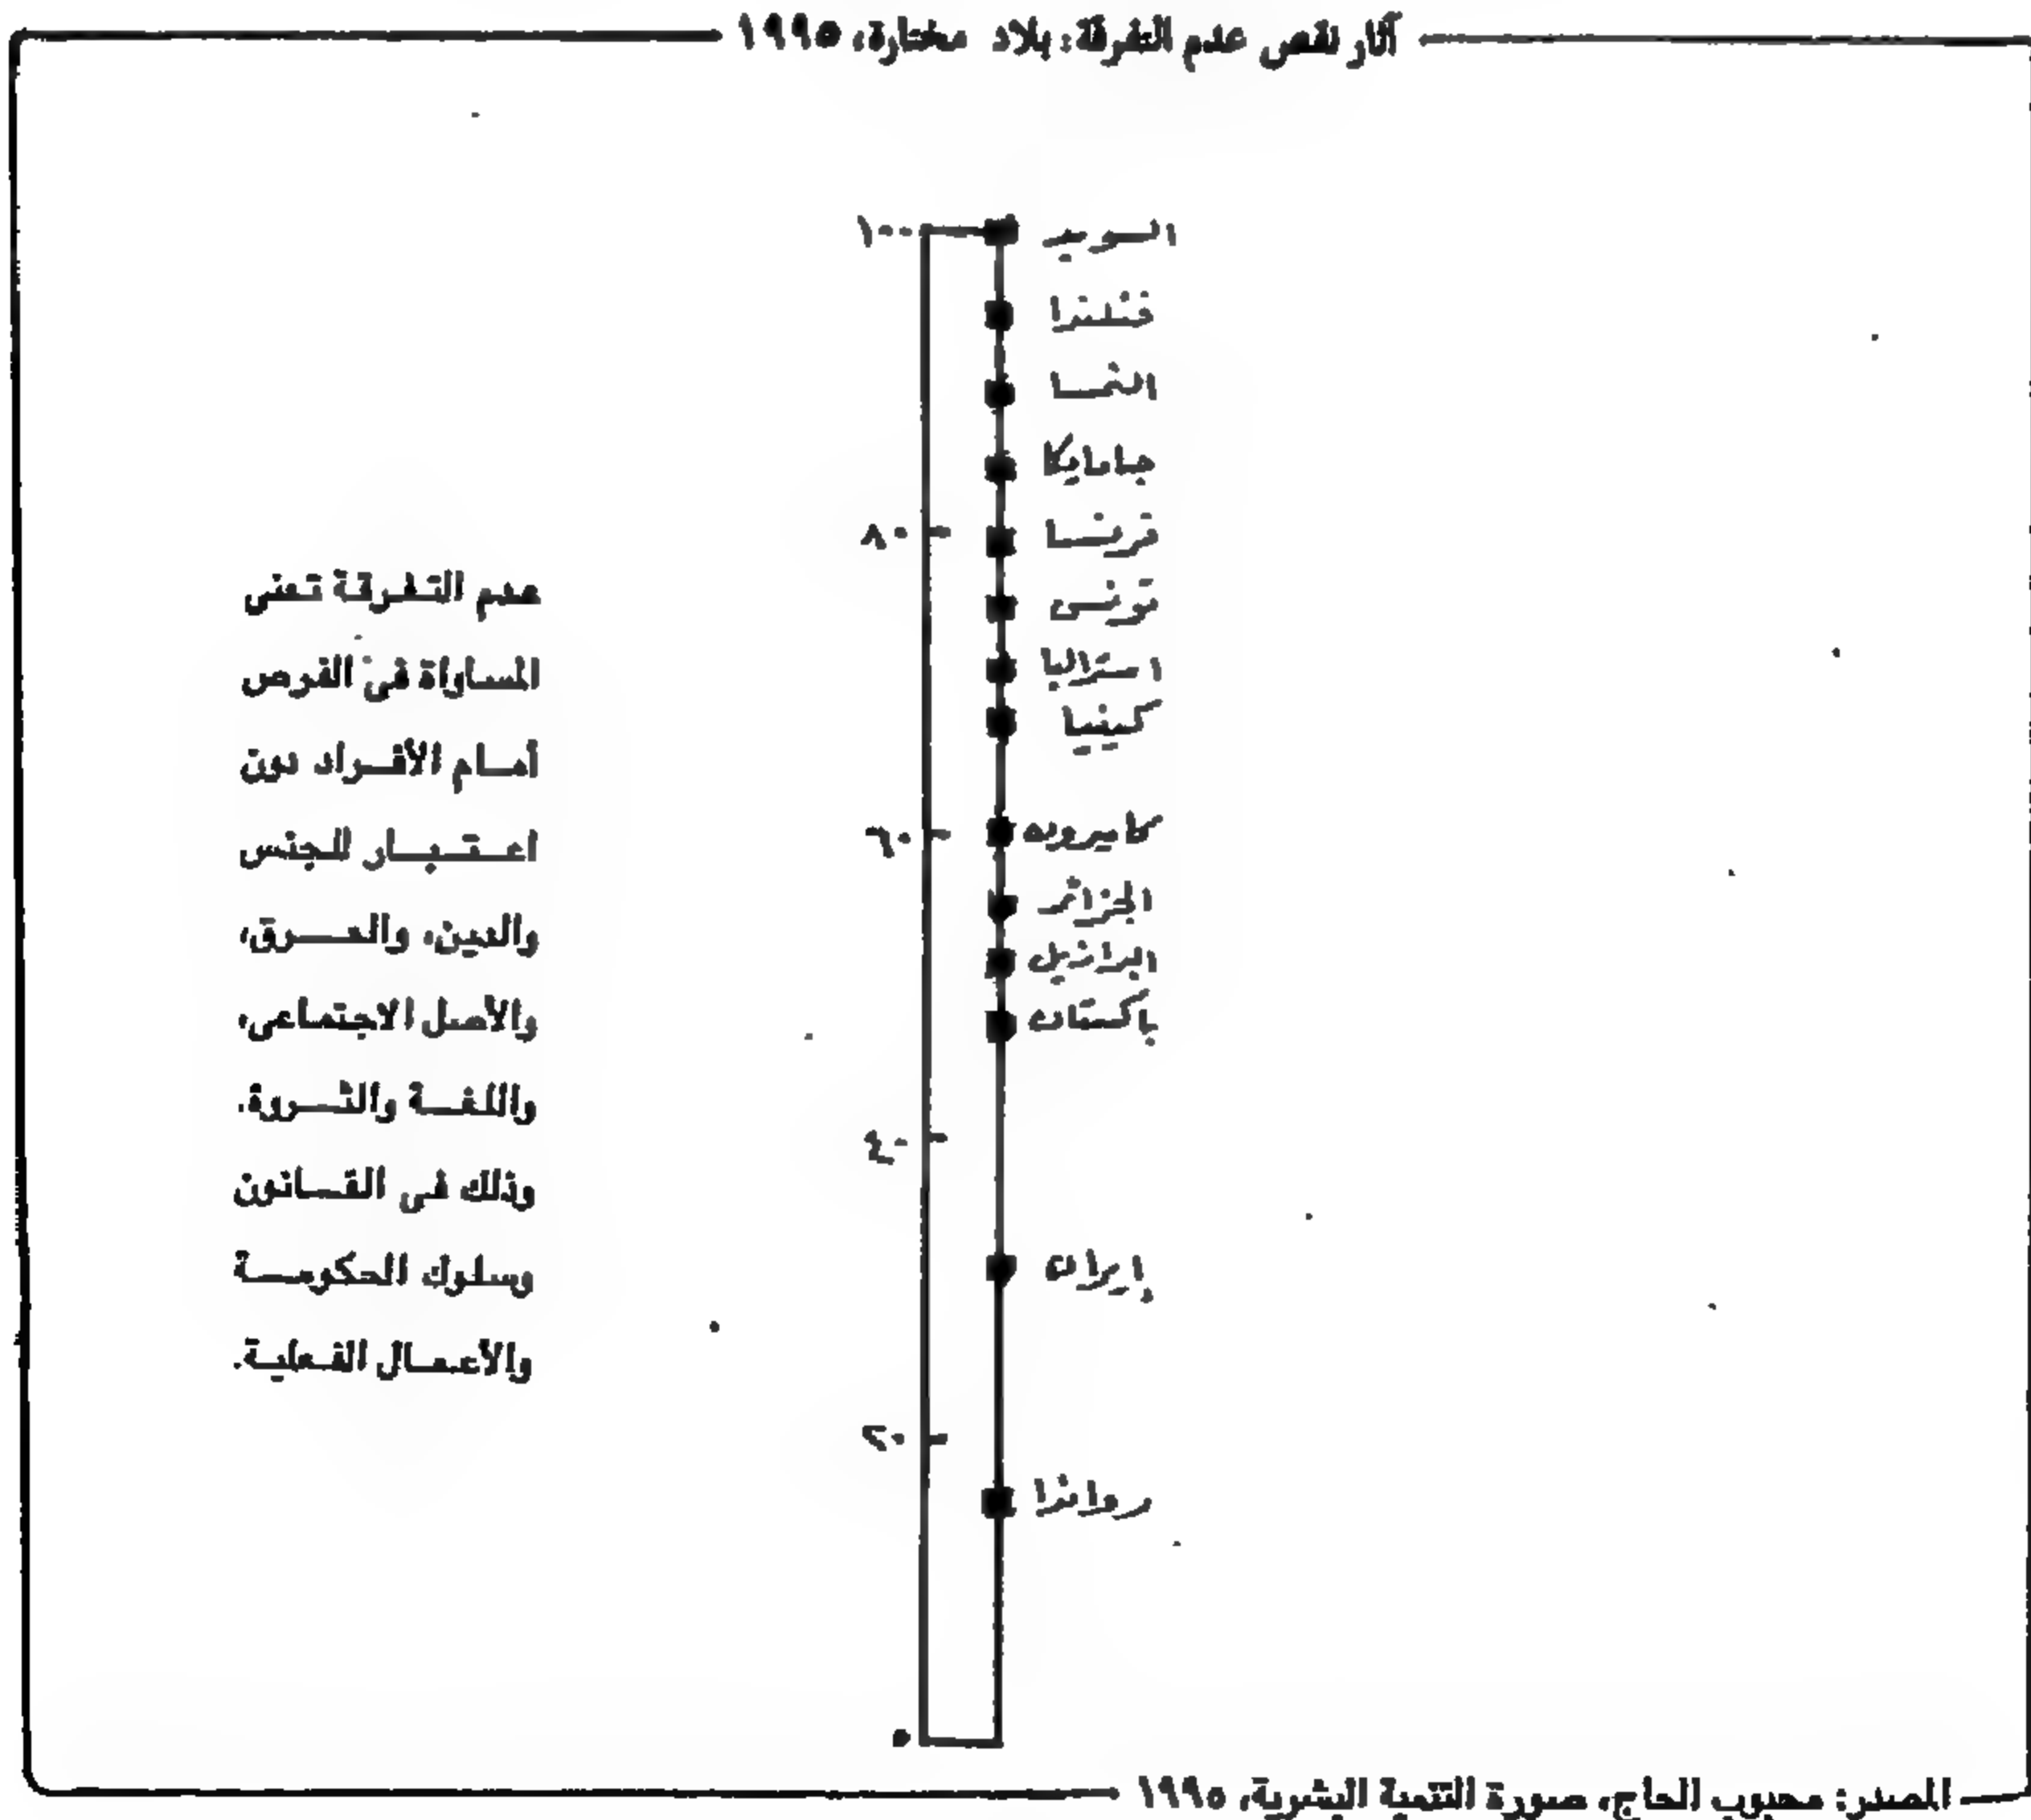 آثار نقص عدم التفرقة: بلاد مختارة، ١٩٩٥
١٠٠
السويد
فنلندا
النمسا
جامايكا
٨٠
فرنسا
تونس
استراليا
كينيا
٦٠
كاميرون
الجزائر
البرازيل
باكستان
٤٠
إيران
٢٠
رواندا
٠
عدم التفرقة تعنى
المساواة فى الفرص
أمام الأفراد دون
اعتبار للجنس
والدين، والعرق،
والأصل الاجتماعى،
واللغة والثروة.
وذلك فى القانون
وسلوك الحكومة
والأعمال الفعلية.
المصدر: محبوب الحاج، صورة التنمية البشرية، ١٩٩٥